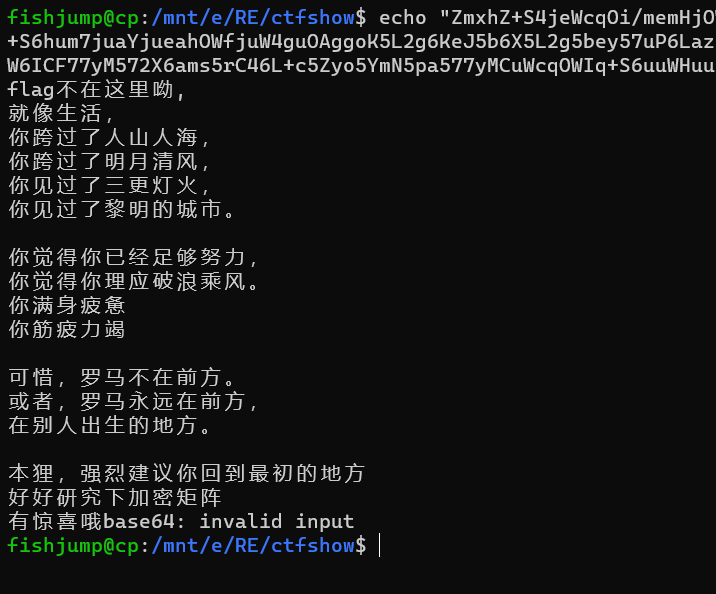 fishjump@cp:/mnt/e/RE/ctfshow$ echo "ZmxhZ+S4jeWcqOi/memHjO
+S6hum7juaYjueahOWfjuW4guOAggoK5L2g6KeJ5b6X5L2g5bey57uP6Laz
W6ICF77yM572X6ams5rC46L+c5Zyo5YmN5pa577yMCuWcqOWIq+S6uuWHuu
flag不在这里呦,
就像生活,
你跨过了人山人海,
你跨过了明月清风,
你见过了三更灯火,
你见过了黎明的城市。

你觉得你已经足够努力,
你觉得你理应破浪乘风。
你满身疲惫
你筋疲力竭

可惜,罗马不在前方。
或者,罗马永远在前方,
在别人出生的地方。

本狸,强烈建议你回到最初的地方
好好研究下加密矩阵
有惊喜哦base64: invalid input
fishjump@cp:/mnt/e/RE/ctfshow$